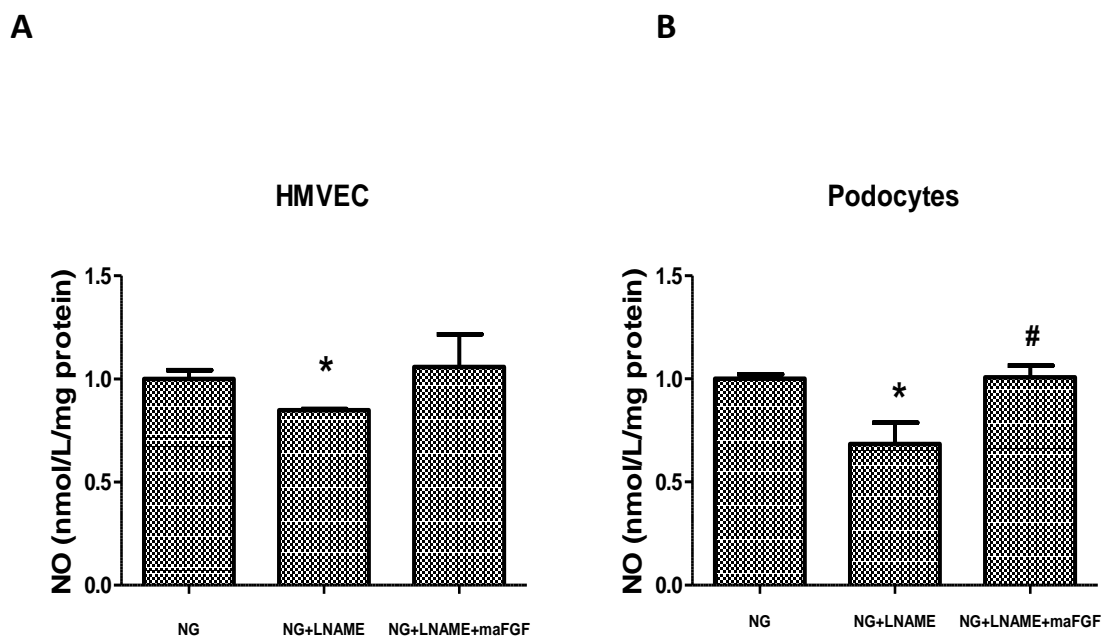 A
HMVEC
NO (nmol/L/mg protein)
1.5
1.0
0.5
0.0
*
NG
NG+LNAME
NG+LNAME+maFGF
B
Podocytes
NO (nmol/L/mg protein)
1.5
1.0
0.5
0.0
*
#
NG
NG+LNAME
NG+LNAME+maFGF